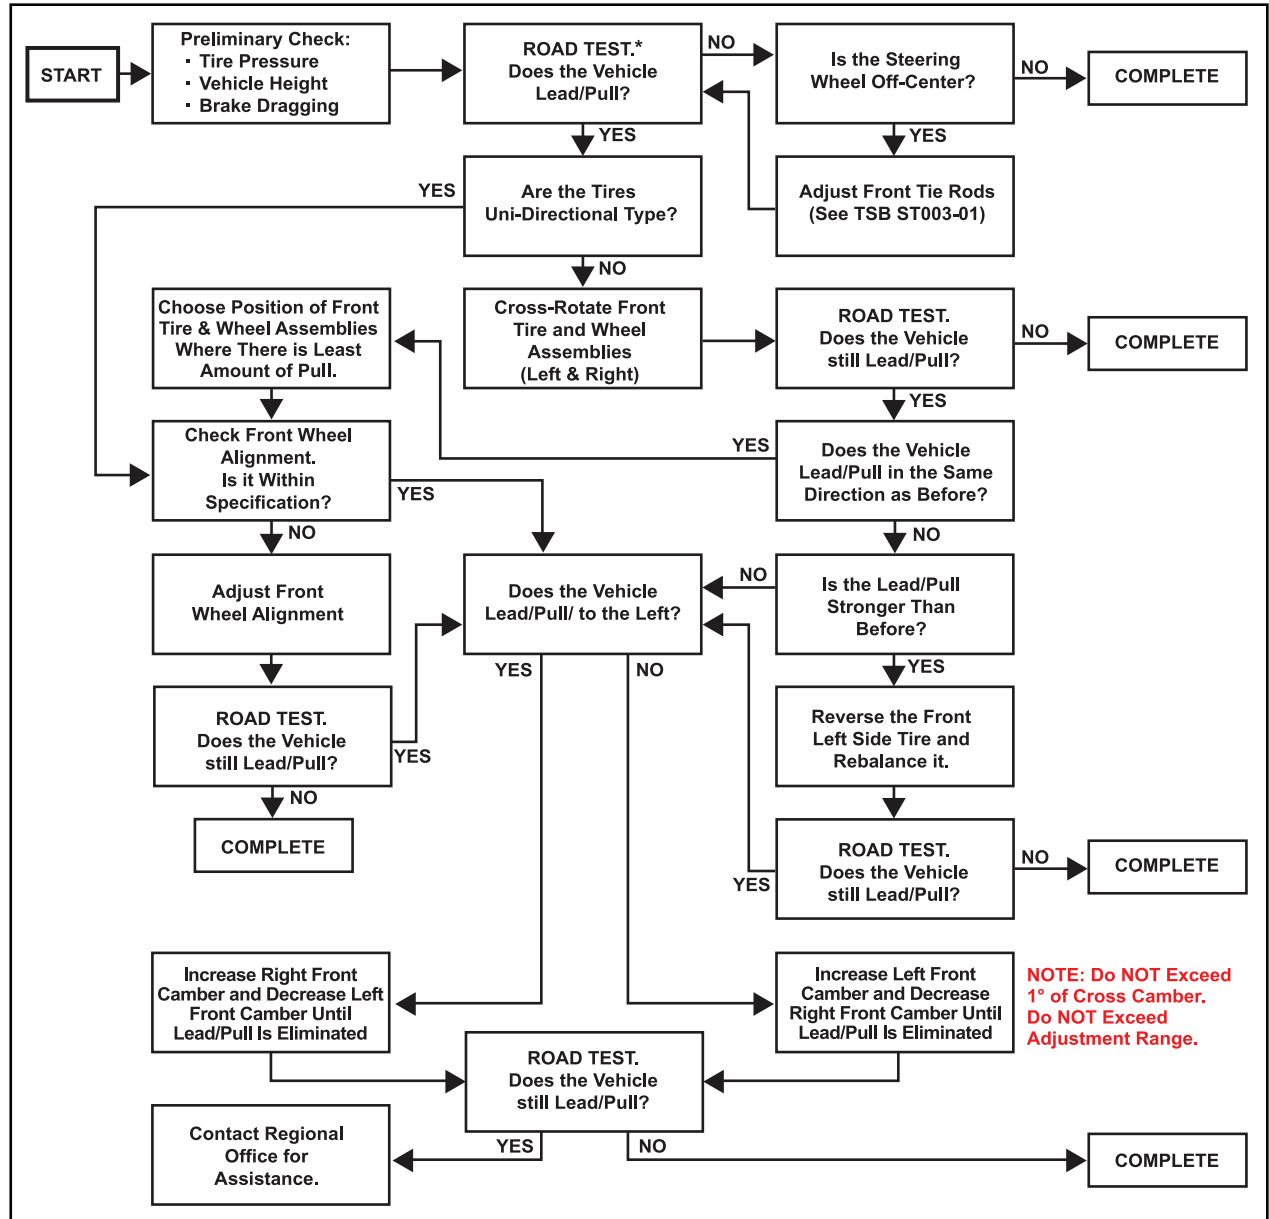 START
Preliminary Check:
· Tire Pressure
· Vehicle Height
· Brake Dragging
ROAD TEST.*
Does the Vehicle
Lead/Pull?
NO
Is the Steering
Wheel Off-Center?
NO
COMPLETE
YES
YES
YES
Are the Tires
Uni-Directional Type?
Adjust Front Tie Rods
(See TSB ST003-01)
NO
Choose Position of Front
Tire & Wheel Assemblies
Where There is Least
Amount of Pull.
Cross-Rotate Front
Tire and Wheel
Assemblies
(Left & Right)
ROAD TEST.
Does the Vehicle
still Lead/Pull?
NO
COMPLETE
YES
Check Front Wheel
Alignment.
Is it Within
Specification?
YES
YES
Does the Vehicle
Lead/Pull in the Same
Direction as Before?
NO
NO
Adjust Front
Wheel Alignment
Does the Vehicle
Lead/Pull/ to the Left?
NO
Is the Lead/Pull
Stronger Than
Before?
YES
NO
YES
ROAD TEST.
Does the Vehicle
still Lead/Pull?
YES
Reverse the Front
Left Side Tire and
Rebalance it.
NO
COMPLETE
YES
ROAD TEST.
Does the Vehicle
still Lead/Pull?
NO
COMPLETE
Increase Right Front
Camber and Decrease Left
Front Camber Until
Lead/Pull Is Eliminated
Increase Left Front
Camber and Decrease
Right Front Camber Until
Lead/Pull Is Eliminated
NOTE: Do NOT Exceed
1° of Cross Camber.
Do NOT Exceed
Adjustment Range.
ROAD TEST.
Does the Vehicle
still Lead/Pull?
Contact Regional
Office for
Assistance.
YES
NO
COMPLETE